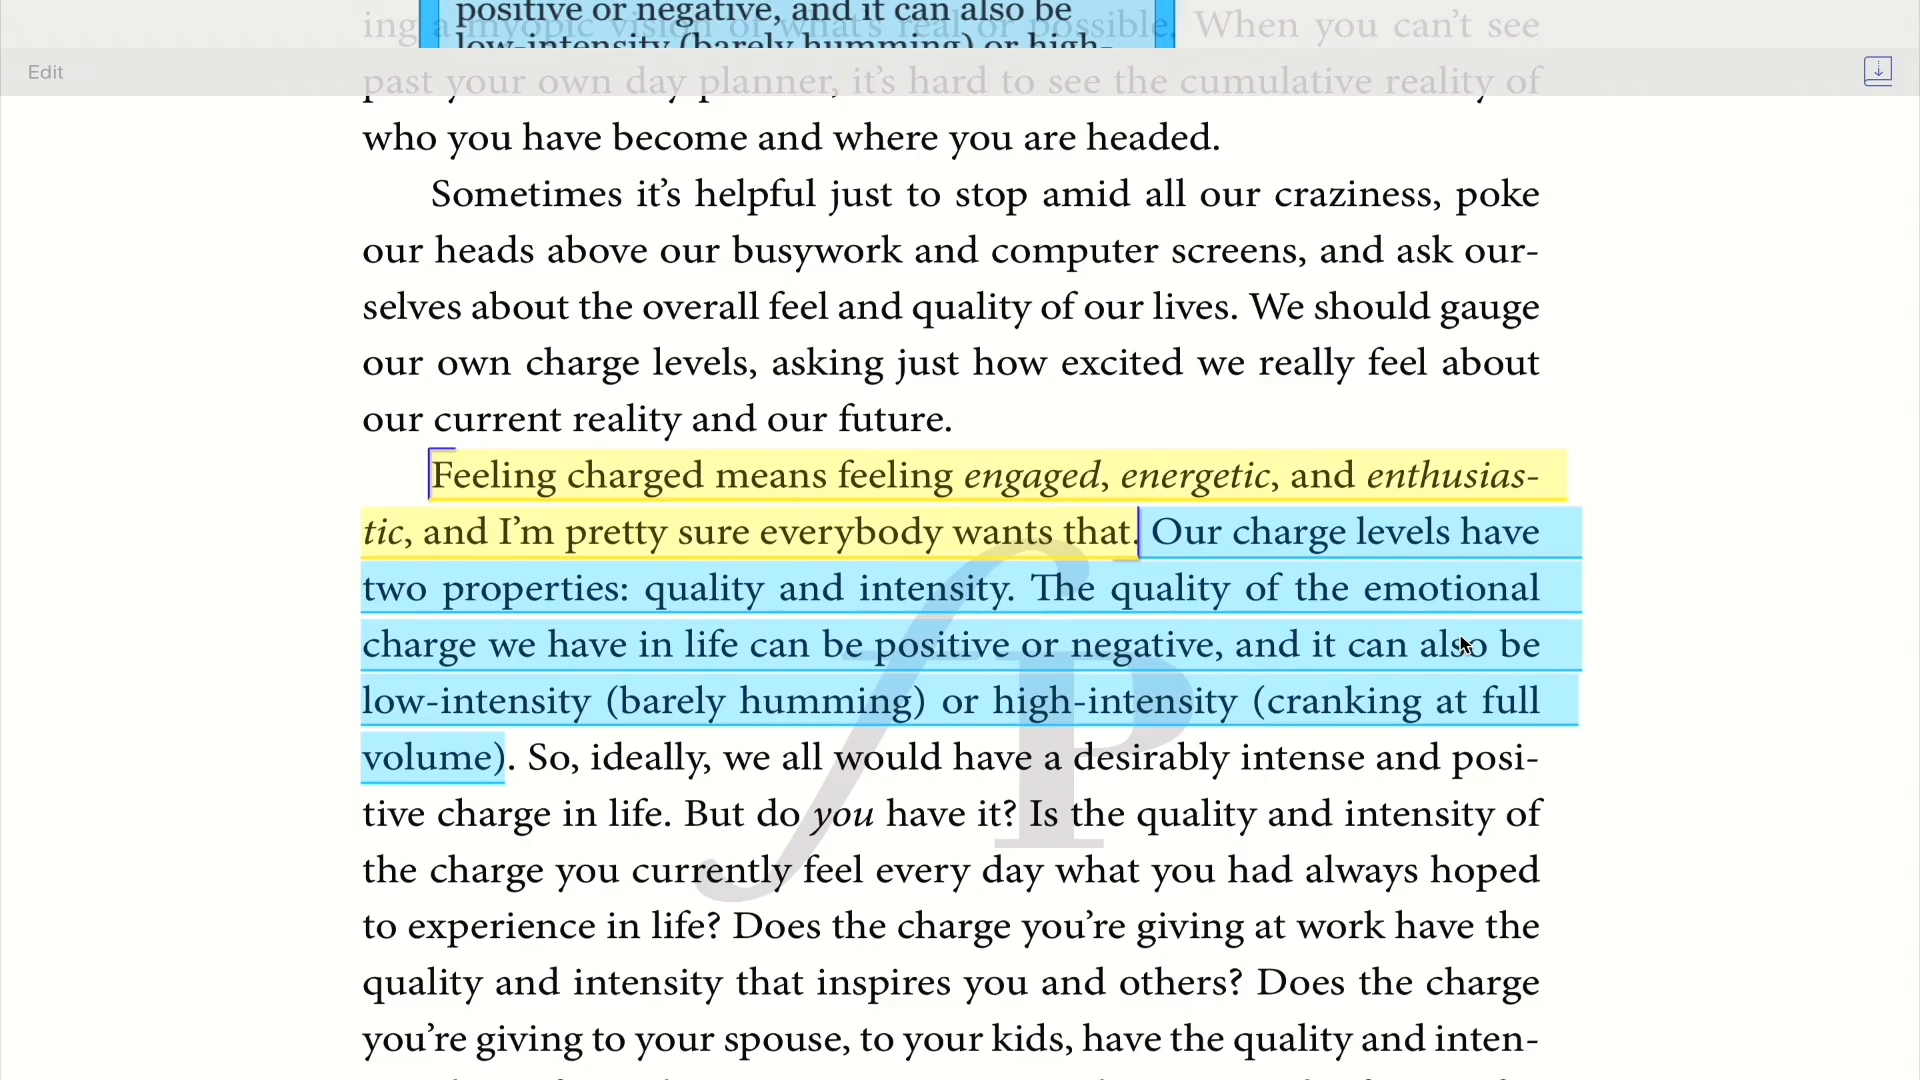 positive or negative, and it can also be
low-intensity (barely humming) or high-
ing a myopic vision of what's real or possible. When you can't see
Edit
past your own day planner, it's hard to see the cumulative reality of
who you have become and where you are headed.
Sometimes it's helpful just to stop amid all our craziness, poke
our heads above our busywork and computer screens, and ask our-
selves about the overall feel and quality of our lives. We should gauge
our own charge levels, asking just how excited we really feel about
our current reality and our future.
Feeling charged means feeling engaged, energetic, and enthusias-
tic, and I'm pretty sure everybody wants that. Our charge levels have
two properties: quality and intensity. The quality of the emotional
charge we have in life can be positive or negative, and it can also be
low-intensity (barely humming) or high-intensity (cranking at full
volume). So, ideally, we all would have a desirably intense and posi-
tive charge in life. But do you have it? Is the quality and intensity of
the charge you currently feel every day what you had always hoped
to experience in life? Does the charge you're giving at work have the
quality and intensity that inspires you and others? Does the charge
you're giving to your spouse, to your kids, have the quality and inten-